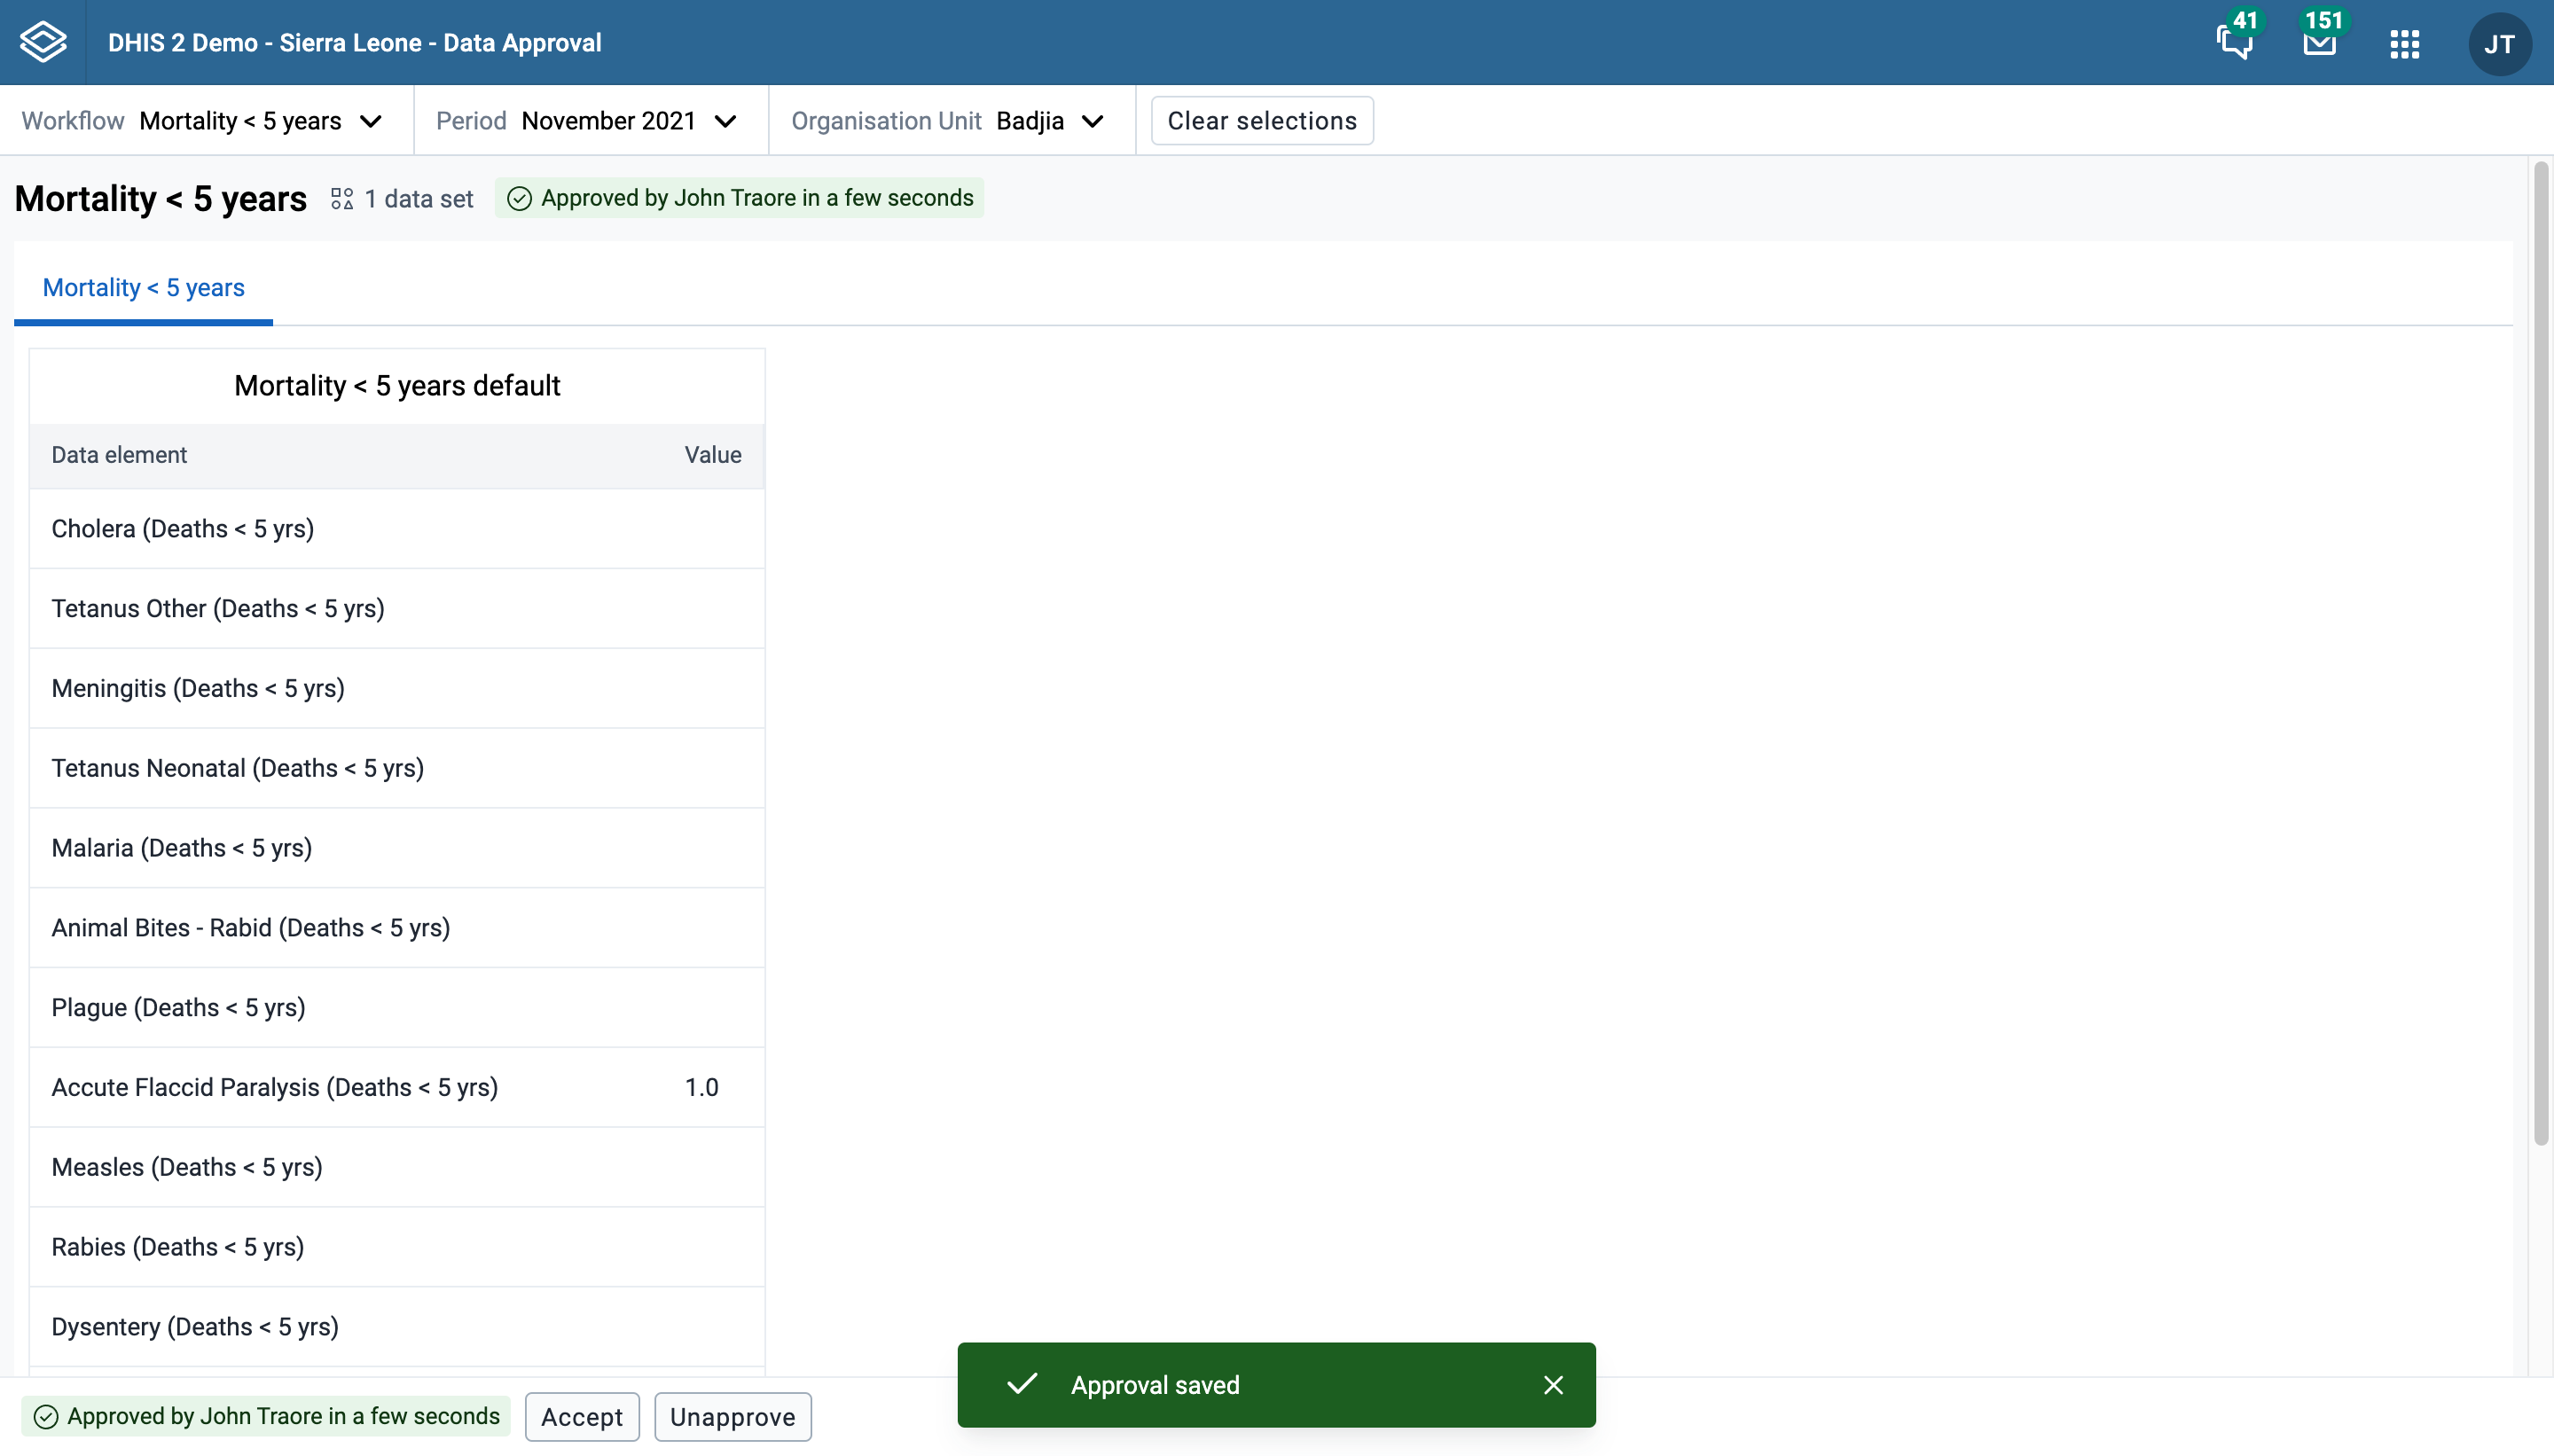 DHIS 2 Demo - Sierra Leone - Data Approval
41
151
JT
Workflow Mortality < 5 years
Period November 2021
Organisation Unit Badjia
Clear selections
Mortality < 5 years
1 data set
Approved by John Traore in a few seconds
Mortality < 5 years
Mortality < 5 years default
Data element Value
Cholera (Deaths < 5 yrs)
Tetanus Other (Deaths < 5 yrs)
Meningitis (Deaths < 5 yrs)
Tetanus Neonatal (Deaths < 5 yrs)
Malaria (Deaths < 5 yrs)
Animal Bites - Rabid (Deaths < 5 yrs)
Plague (Deaths < 5 yrs)
Accute Flaccid Paralysis (Deaths < 5 yrs) 1.0
Measles (Deaths < 5 yrs)
Rabies (Deaths < 5 yrs)
Dysentery (Deaths < 5 yrs)
Approval saved
Approved by John Traore in a few seconds
Accept
Unapprove